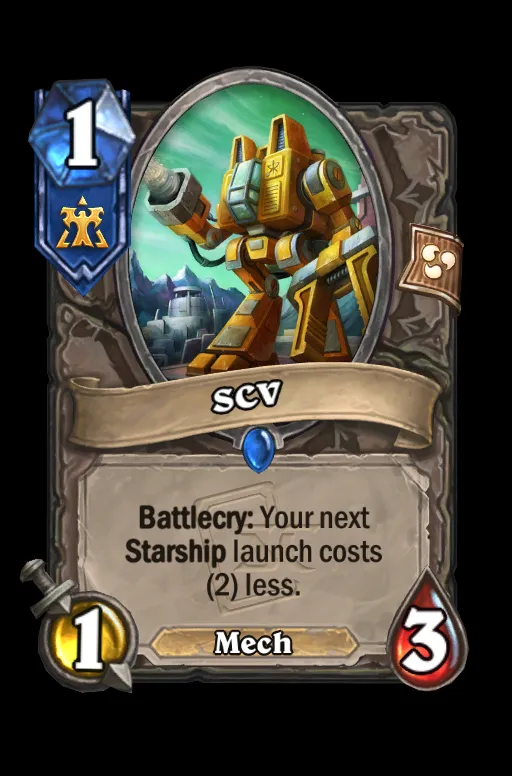 1
SCV
Battlecry: Your next
Starship launch costs
(2) less.
1
Mech
3